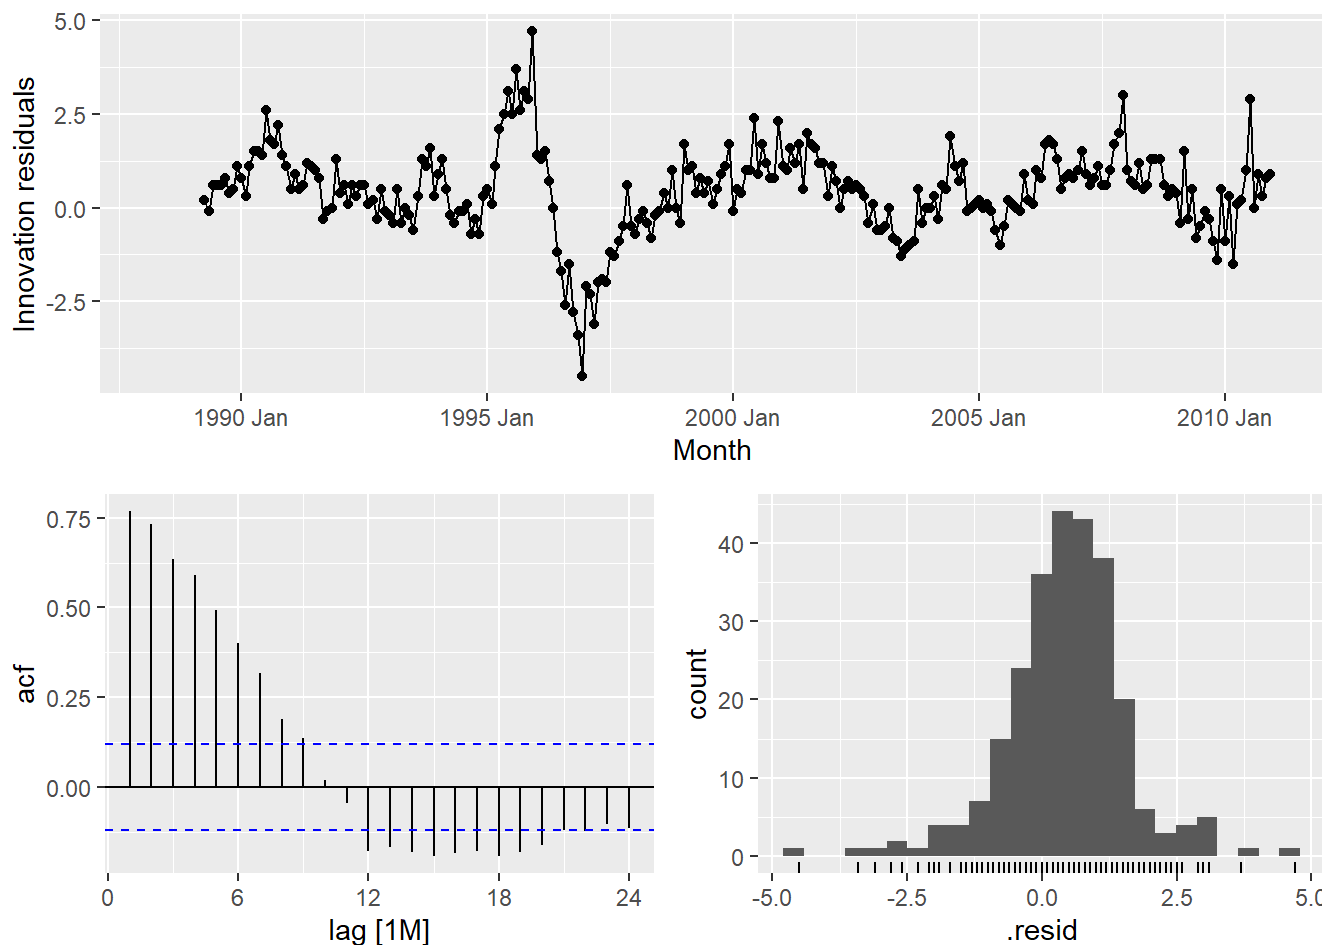 5.0
2.5
0.0
-2.5
Innovation residuals
1990 Jan
1995 Jan
2000 Jan
2005 Jan
2010 Jan
Month
0.75
0.50
0.25
0.00
acf
0
6
12
18
24
lag [1M]
40
30
20
10
0
count
-5.0
-2.5
0.0
2.5
5.0
.resid